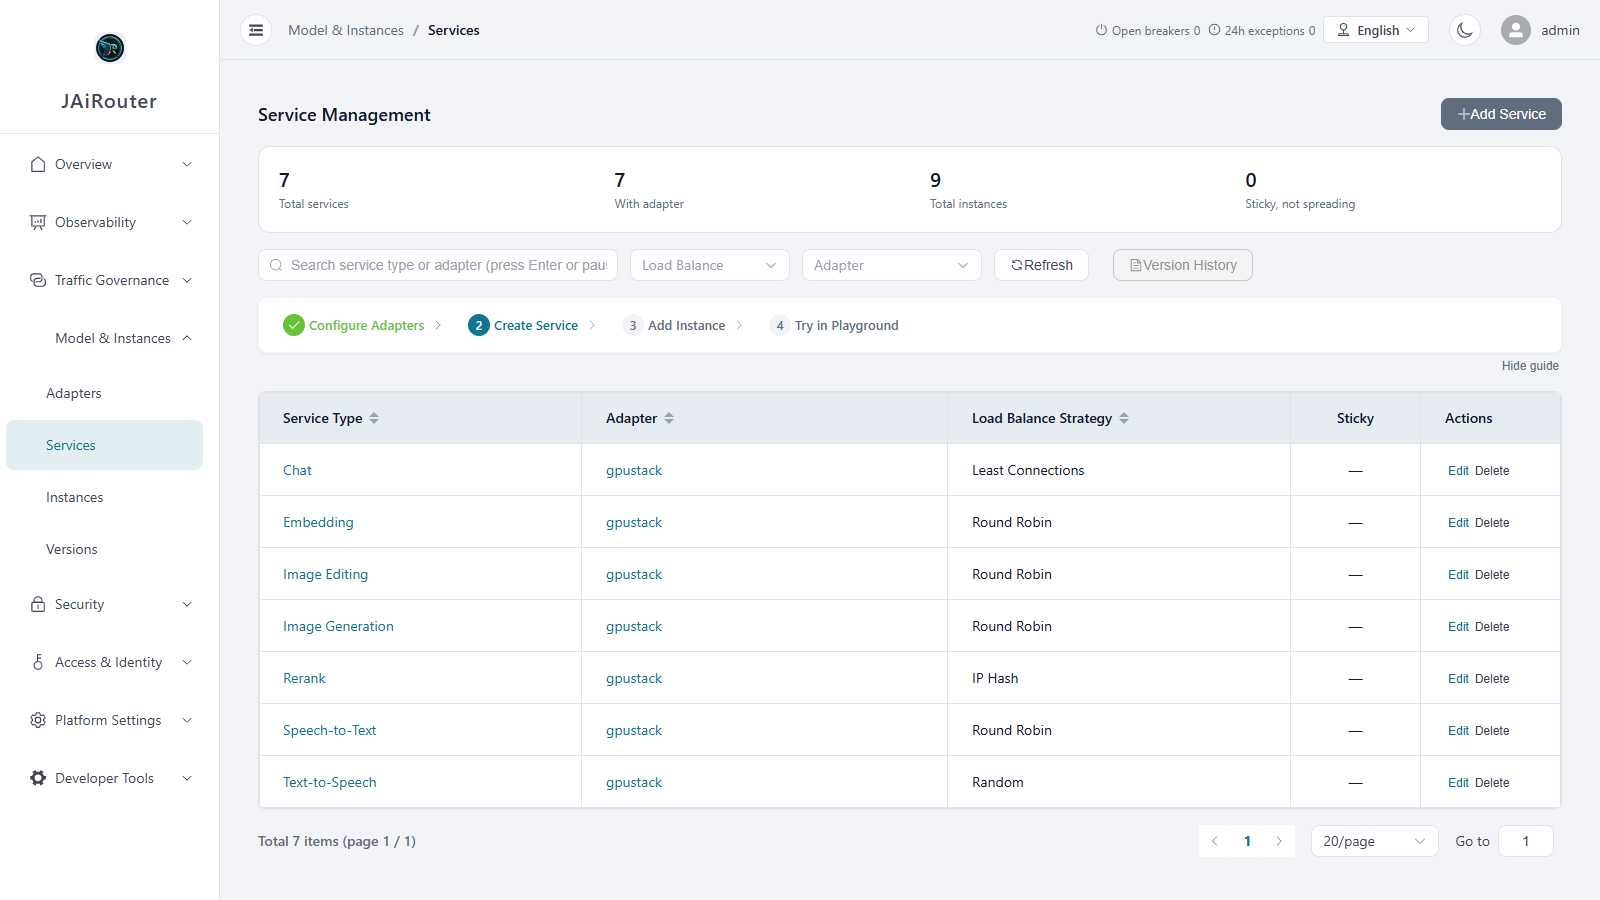 JAiRouter
Overview
Observability
Traffic Governance
Model & Instances
Adapters
Services
Instances
Versions
Security
Access & Identity
Platform Settings
Developer Tools
Model & Instances / Services
Open breakers 0 24h exceptions 0 English admin
Service Management
+Add Service
7 7 9 0
Total services With adapter Total instances Sticky, not spreading
Search service type or adapter (press Enter or pau Load Balance Adapter Refresh Version History
Configure Adapters 2 Create Service 3 Add Instance 4 Try in Playground
Hide guide
Service Type Adapter Load Balance Strategy Sticky Actions
Chat gpustack Least Connections — Edit Delete
Embedding gpustack Round Robin — Edit Delete
Image Editing gpustack Round Robin — Edit Delete
Image Generation gpustack Round Robin — Edit Delete
Rerank gpustack IP Hash — Edit Delete
Speech-to-Text gpustack Round Robin — Edit Delete
Text-to-Speech gpustack Random — Edit Delete
Total 7 items (page 1 / 1) 1 20/page Go to 1